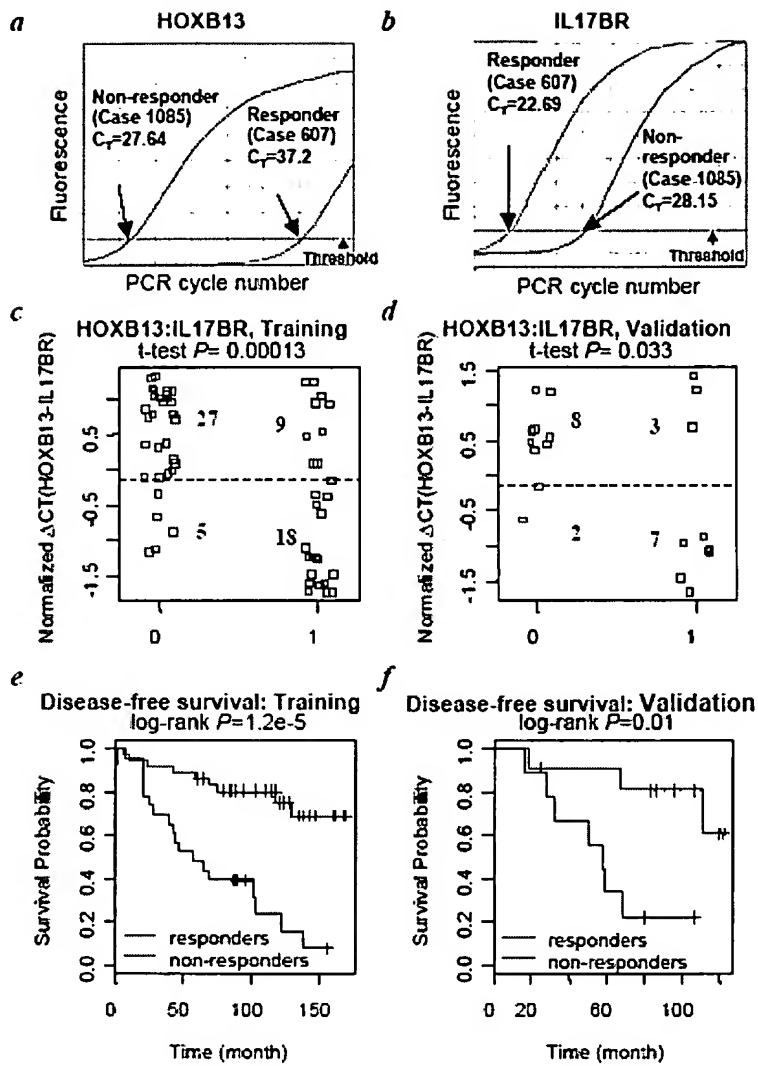 a
HOXB13
Fluorescence
Non-responder
(Case 1085)
CT=27.64
Responder
(Case 607)
CT=37.2
Threshold
PCR cycle number
b
IL17BR
Fluorescence
Responder
(Case 607)
CT=22.69
Non-
responder
(Case 1085)
CT=28.15
Threshold
PCR cycle number
c
HOXB13:IL17BR, Training
t-test P= 0.00013
Normalized ΔCT(HOXB13-IL17BR)
0.5
-0.5
-1.5
27
9
5
18
0
1
d
HOXB13:IL17BR, Validation
t-test P= 0.033
Normalized ΔCT(HOXB13-IL17BR)
1.5
0.5
-0.5
-1.5
8
3
2
7
0
1
e
Disease-free survival: Training
log-rank P=1.2e-5
Survival Probability
1.0
0.8
0.6
0.4
0.2
0.0
responders
non-responders
0
50
100
150
Time (month)
f
Disease-free survival: Validation
log-rank P=0.01
Survival Probability
1.0
0.8
0.6
0.4
0.2
0.0
responders
non-responders
0
20
60
100
Time (month)